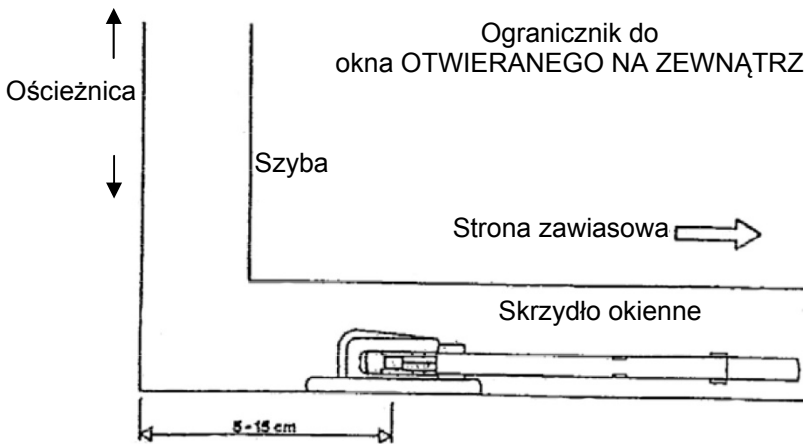 Ogranicznik do
okna OTWIERANEGO NA ZEWNĄTRZ
Ościeżnica
Szyba
Strona zawiasowa
Skrzydło okienne
5 - 15 cm